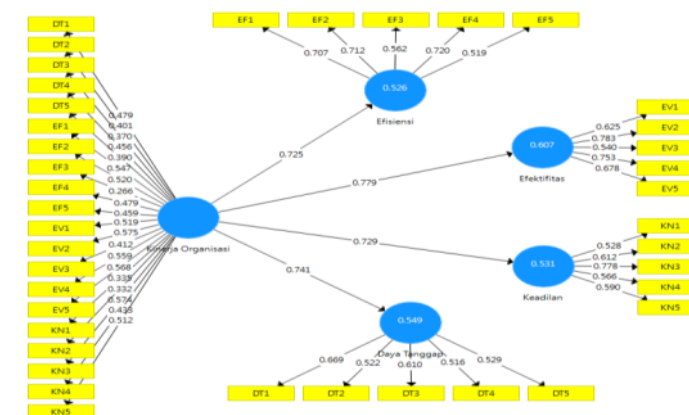 DT1
DT2
DT3
DT4
DT5
EF1
EF2
EF3
EF4
EF5
EV1
EV2
EV3
EV4
EV5
KN1
KN2
KN3
KN4
KN5
0.479
0.401
0.370
0.456
0.390
0.547
0.520
0.266
0.479
0.459
0.519
0.575
0.412
0.559
0.568
0.335
0.332
0.574
0.433
0.512
Kinerja Organisasi
EF1 EF2 EF3 EF4 EF5
0.707 0.712 0.562 0.720 0.519
0.526
Efisiensi
0.725
0.779
0.729
0.741
0.607
Efektifitas
0.625
0.783
0.540
0.753
0.678
EV1
EV2
EV3
EV4
EV5
0.531
Keadilan
0.528
0.612
0.778
0.566
0.590
KN1
KN2
KN3
KN4
KN5
0.549
Daya Tanggap
0.669 0.522 0.610 0.516 0.529
DT1 DT2 DT3 DT4 DT5